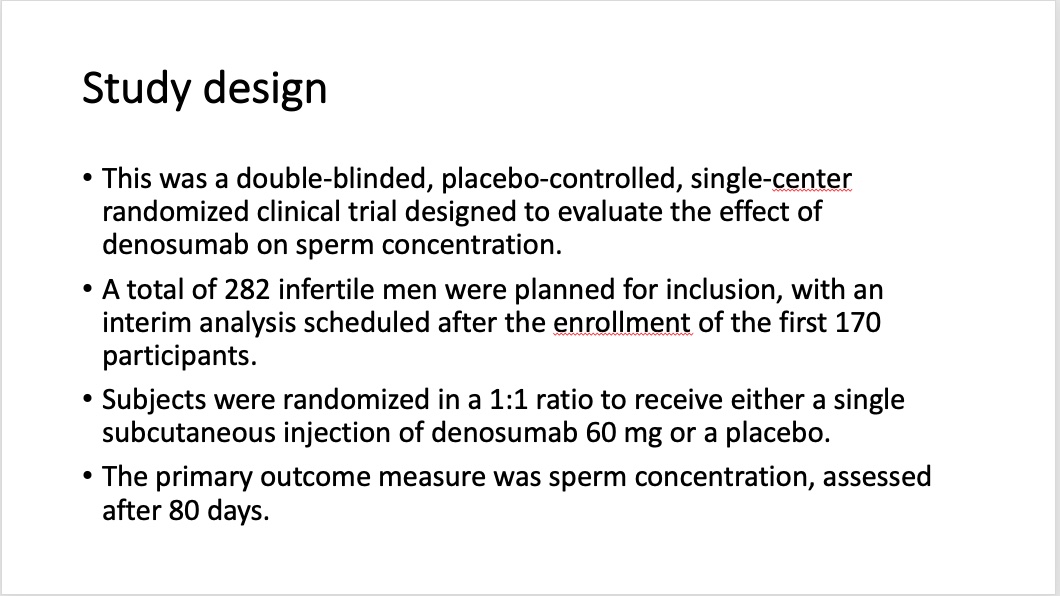 Study design
• This was a double-blinded, placebo-controlled, single-center
randomized clinical trial designed to evaluate the effect of
denosumab on sperm concentration.
• A total of 282 infertile men were planned for inclusion, with an
interim analysis scheduled after the enrollment of the first 170
participants.
• Subjects were randomized in a 1:1 ratio to receive either a single
subcutaneous injection of denosumab 60 mg or a placebo.
• The primary outcome measure was sperm concentration, assessed
after 80 days.